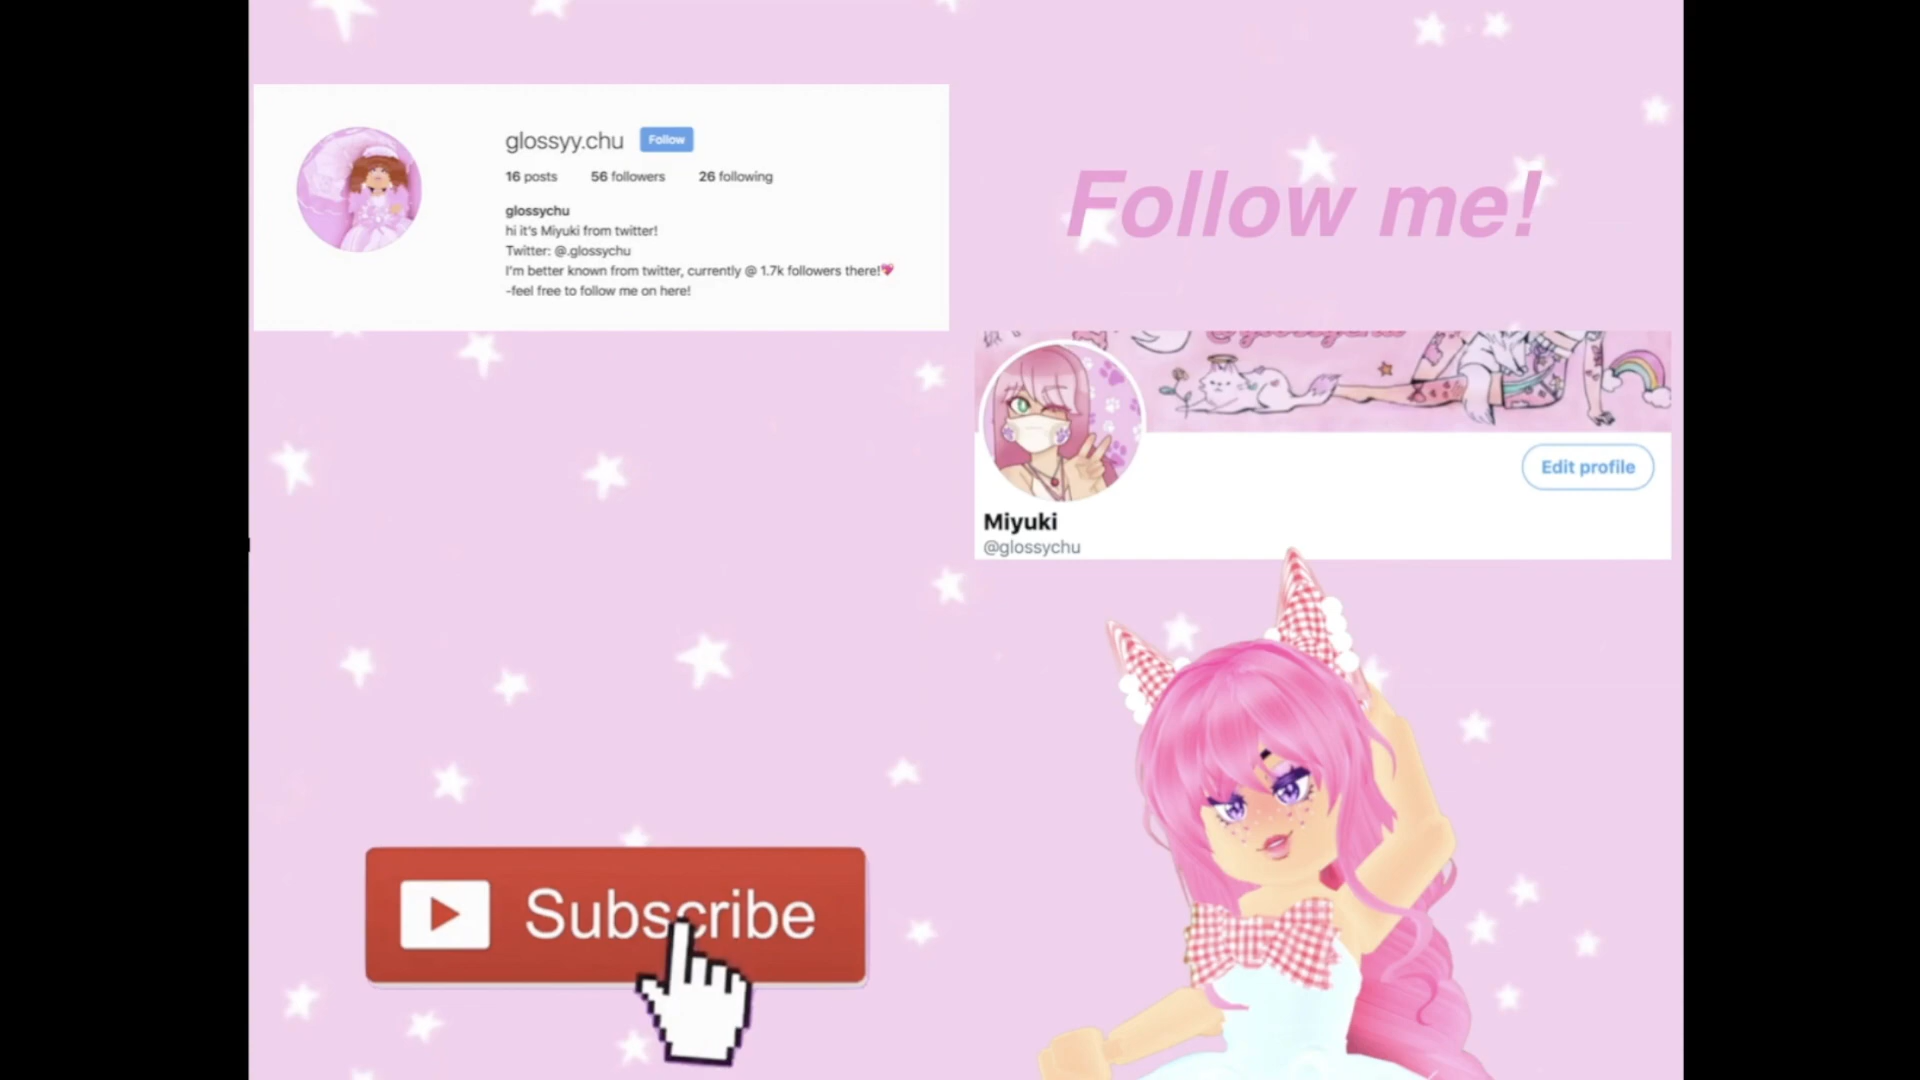 glossyy.chu Follow
16 posts 56 followers 26 following
glossychu
hi it's Miyuki from twitter!
Twitter: @.glossychu
I'm better known from twitter, currently @ 1.7k followers there!💖
-feel free to follow me on here!
Follow me!
Edit profile
Miyuki
@glossychu
Subscribe